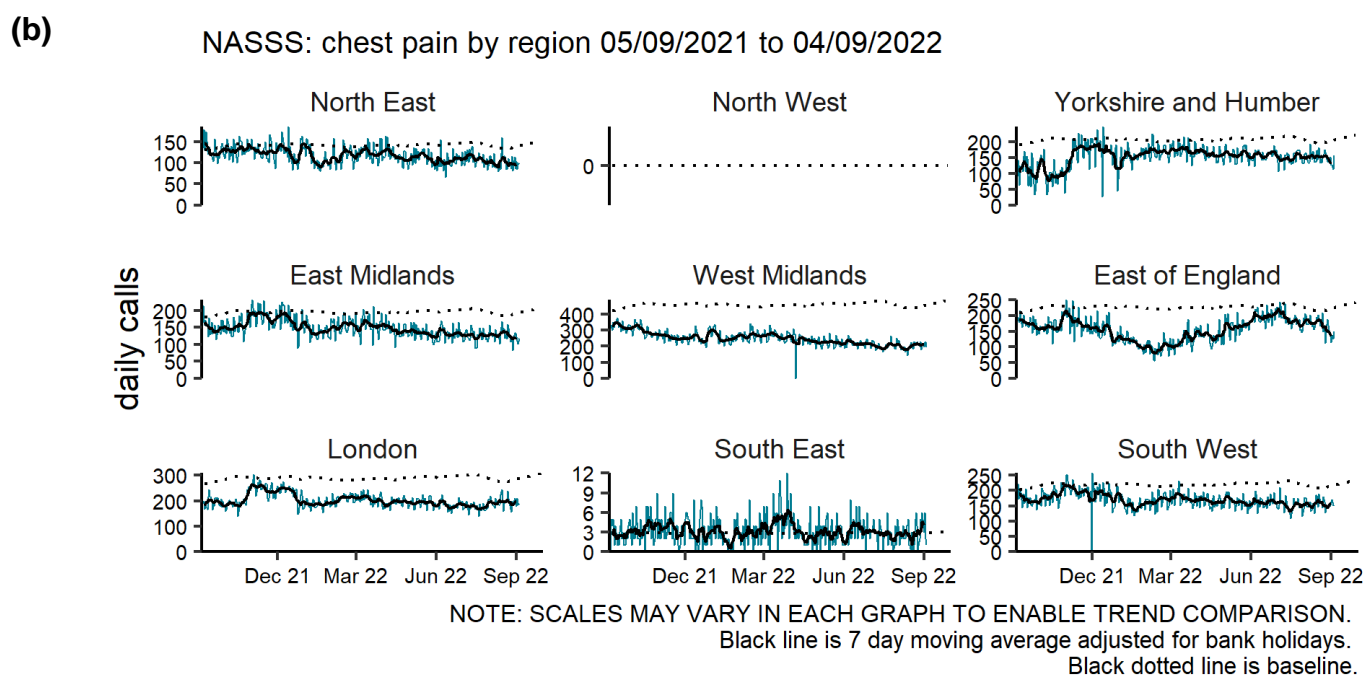 (b)
NASSS: chest pain by region 05/09/2021 to 04/09/2022
North East
North West
Yorkshire and Humber
150
100
50
0
0
200
150
100
50
0
daily calls
East Midlands
West Midlands
East of England
200
150
100
50
0
400
300
200
100
0
250
200
150
100
50
0
London
South East
South West
300
200
100
0
12
9
6
3
0
250
200
150
100
50
0
Dec 21 Mar 22 Jun 22 Sep 22
Dec 21 Mar 22 Jun 22 Sep 22
Dec 21 Mar 22 Jun 22 Sep 22
NOTE: SCALES MAY VARY IN EACH GRAPH TO ENABLE TREND COMPARISON.
Black line is 7 day moving average adjusted for bank holidays.
Black dotted line is baseline.